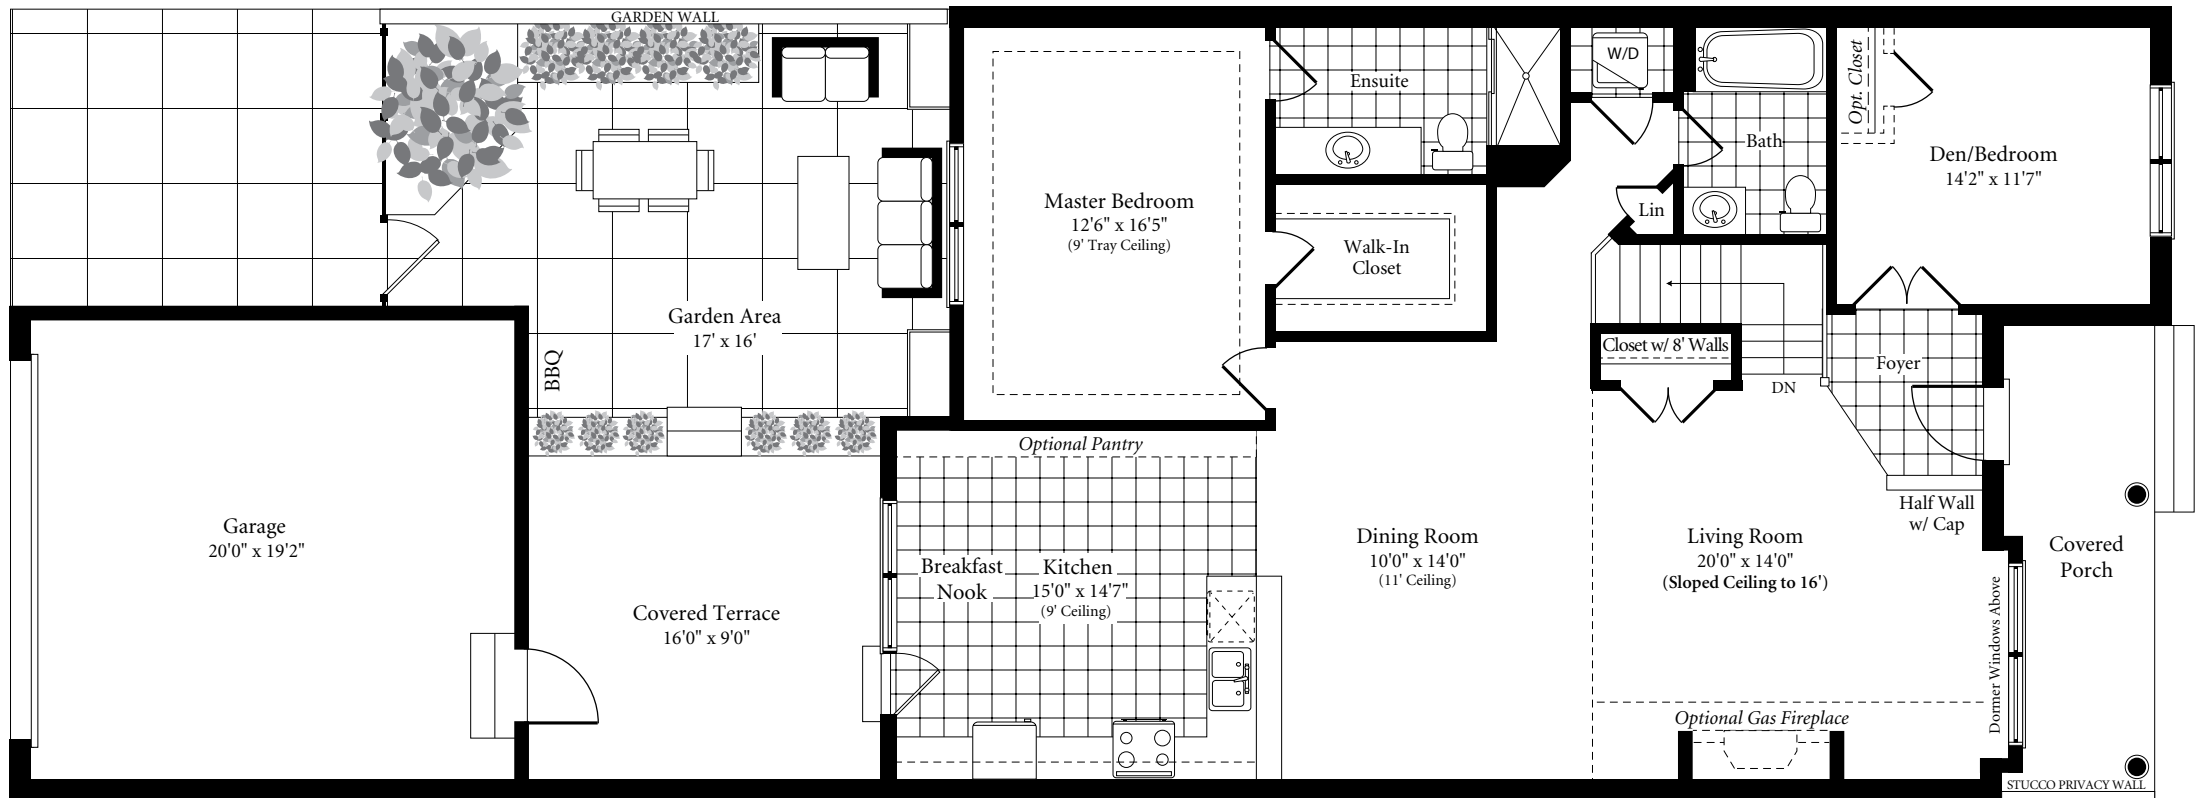 GARDEN WALL
Garden Area
17' x 16'
BBQ
Master Bedroom
12'6" x 16'5"
(9' Tray Ceiling)
Ensuite
Walk-In
Closet
W/D
Bath
Lin
Opt. Closet
Den/Bedroom
14'2" x 11'7"
Closet w/ 8' Walls
DN
Foyer
Half Wall
w/ Cap
Covered
Porch
Garage
20'0" x 19'2"
Covered Terrace
16'0" x 9'0"
Optional Pantry
Breakfast
Nook
Kitchen
15'0" x 14'7"
(9' Ceiling)
Dining Room
10'0" x 14'0"
(11' Ceiling)
Living Room
20'0" x 14'0"
(Sloped Ceiling to 16')
Dormer Windows Above
Optional Gas Fireplace
STUCCO PRIVACY WALL